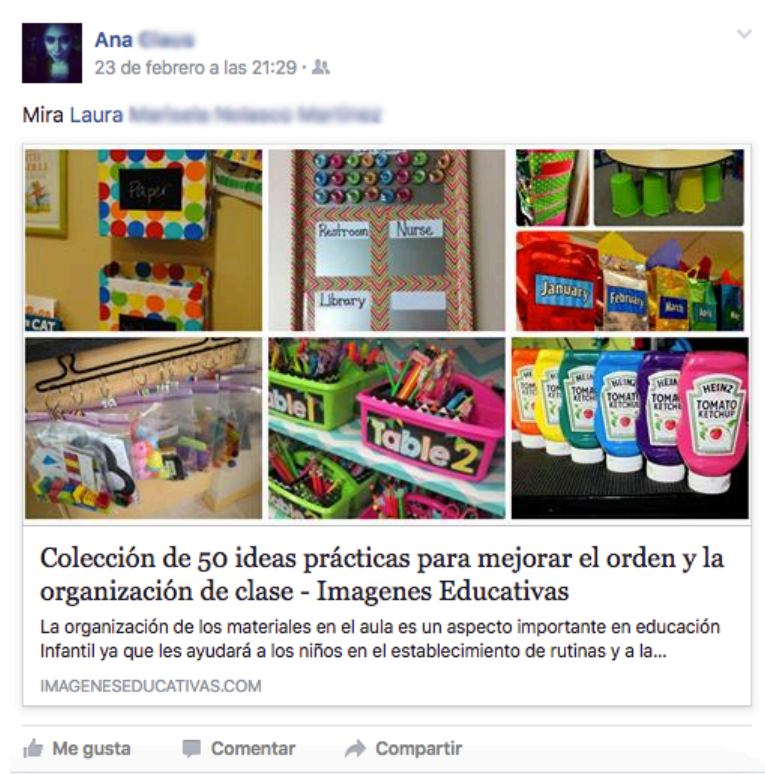 Ana
23 de febrero a las 21:29
Mira Laura
Paper
CAT
Restroom Nurse
Library
January
February
March
April
Table 2
HEINZ
TOMATO
KETCHUP
Colección de 50 ideas prácticas para mejorar el orden y la
organización de clase - Imagenes Educativas
La organización de los materiales en el aula es un aspecto importante en educación
Infantil ya que les ayudará a los niños en el establecimiento de rutinas y a la...
IMAGENESEDUCATIVAS.COM
Me gusta Comentar Compartir